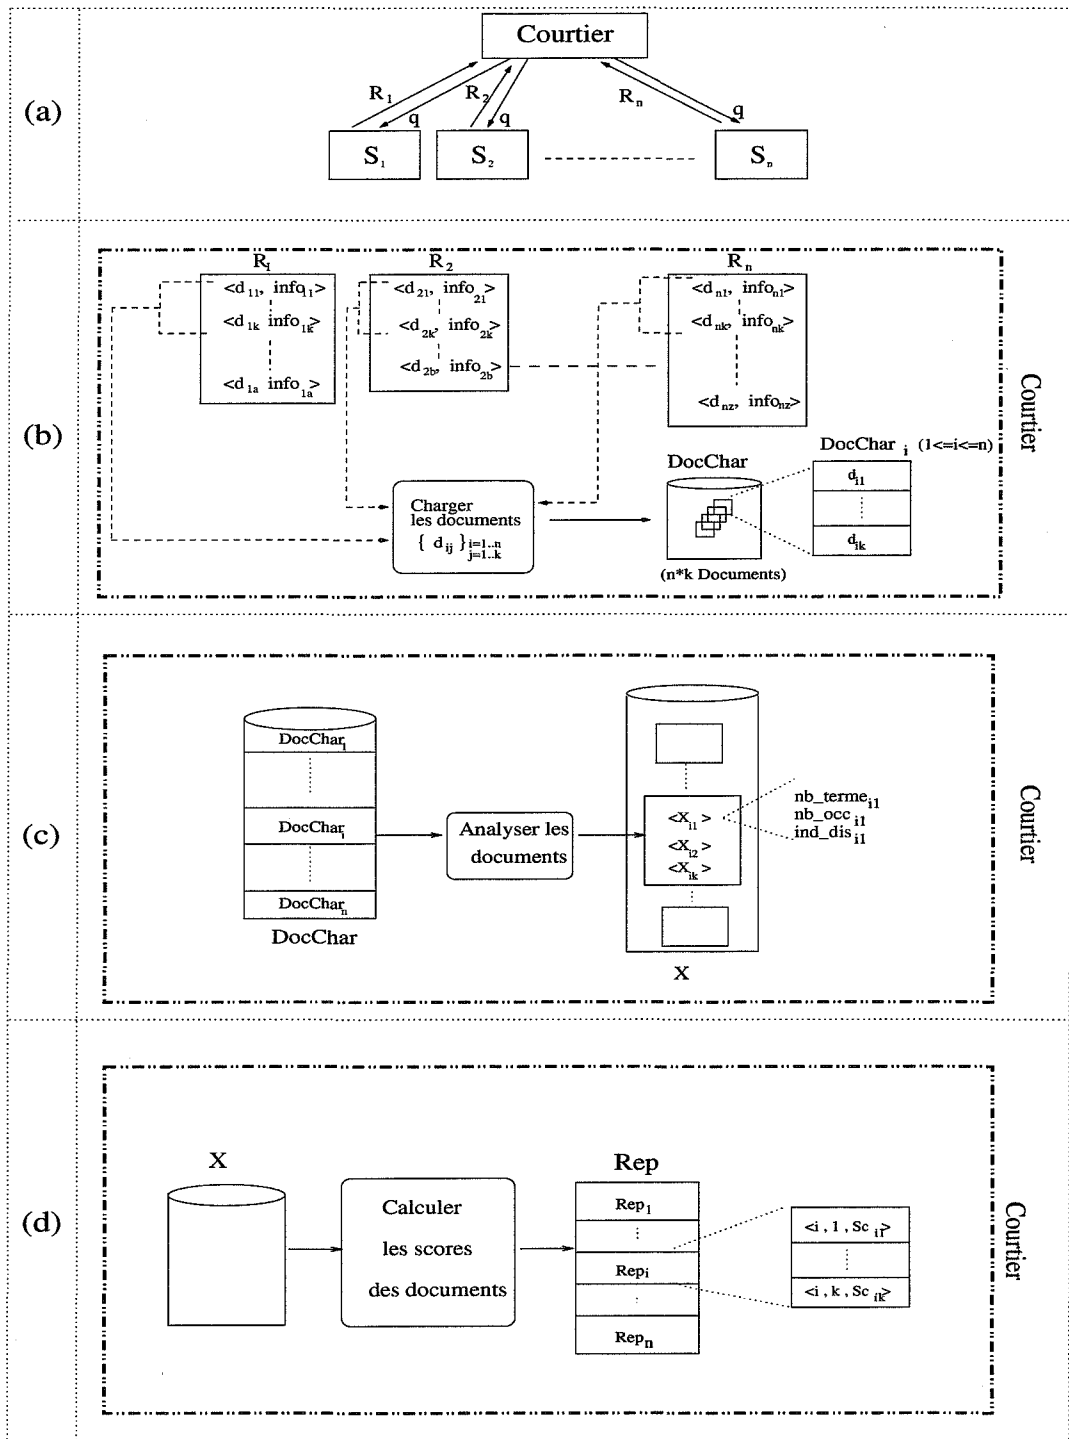 (a)
Courtier
R1 q R2 q Rn q
S1 S2 Sn
(b)
R1 R2 Rn
<d11, info11> <d21, info21> <dn1, infon1>
<d1k info1k> <d2k, info2k> <dnk, infonk>
<d1a info1a> <d2b, info2b> <dnz, infonz>
Courtier
DocChar
DocChar i (1<=i<=n)
di1
dik
Charger
les documents
{ dij } i=1..n
j=1..k
(n*k Documents)
(c)
DocChar1
DocChari
DocCharn
DocChar
Analyser les
documents
<Xi1>
<Xi2>
<Xik>
X
nb_termei1
nb_occi1
ind_disi1
Courtier
(d)
X
Calculer
les scores
des documents
Rep
Rep1
Repi
Repn
<i, 1, Sci1>
<i, k, Scik>
Courtier